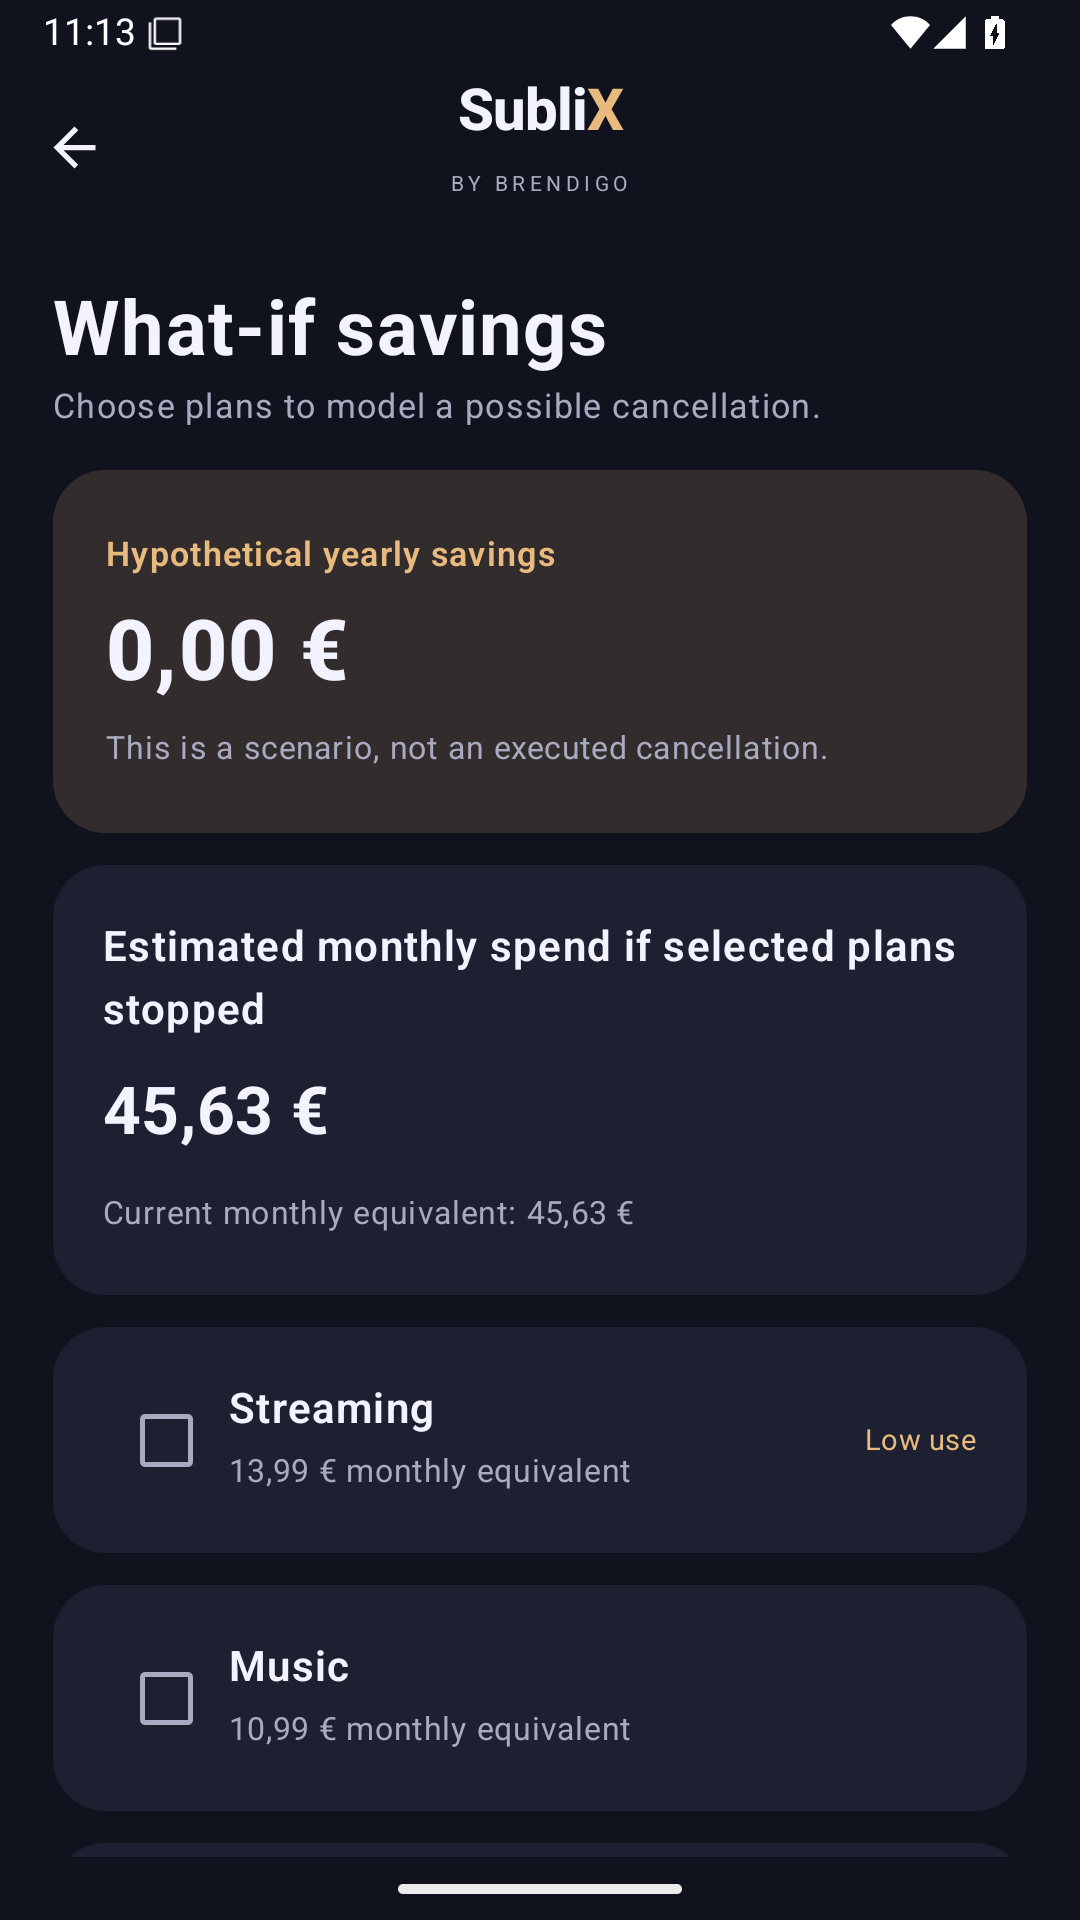 11:13
SubliX
BY BRENDIGO
What-if savings
Choose plans to model a possible cancellation.
Hypothetical yearly savings
0,00 €
This is a scenario, not an executed cancellation.
Estimated monthly spend if selected plans
stopped
45,63 €
Current monthly equivalent: 45,63 €
Streaming
13,99 € monthly equivalent
Low use
Music
10,99 € monthly equivalent